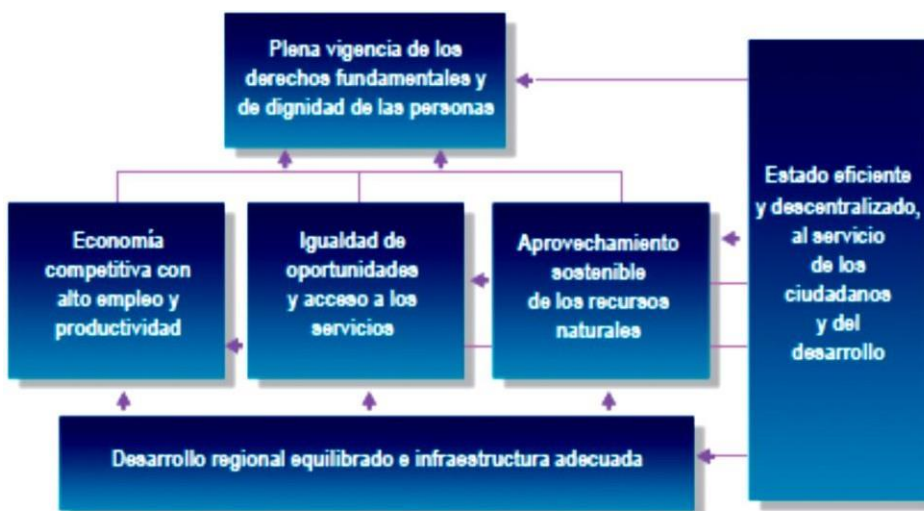 Plena vigencia de los
derechos fundamentales y
de dignidad de las personas
Economía
competitiva con
alto empleo y
productividad
Igualdad de
oportunidades
y acceso a los
servicios
Aprovechamiento
sostenible
de los recursos
naturales
Estado eficiente
y descentralizado,
al servicio
de los
ciudadanos
y del
desarrollo
Desarrollo regional equilibrado e infraestructura adecuada